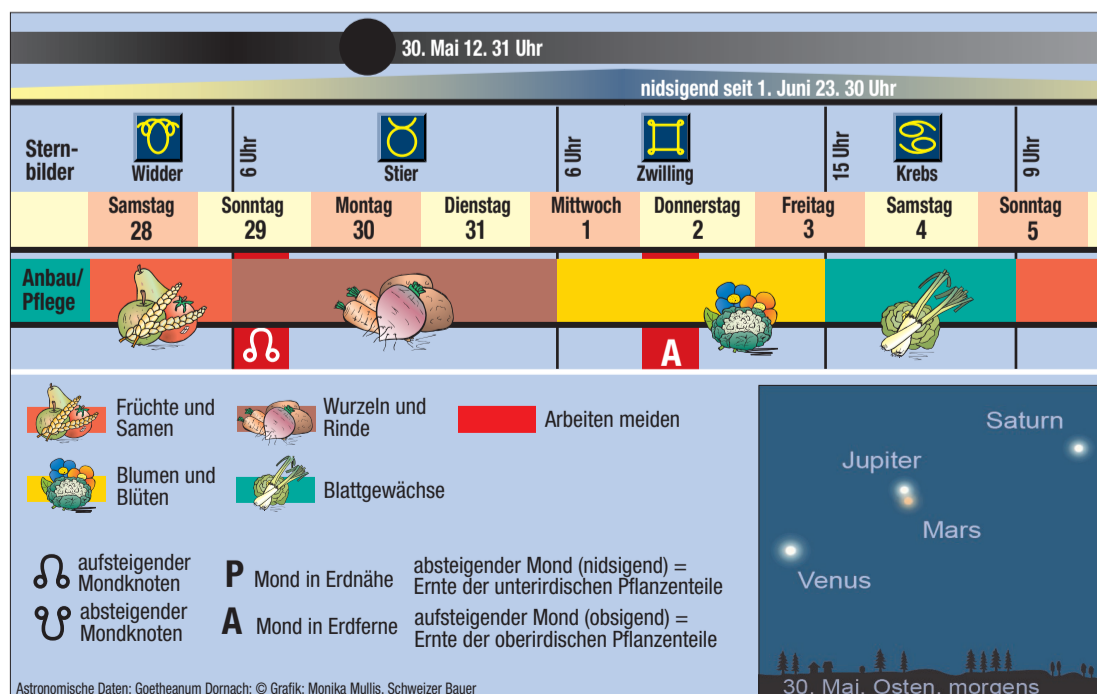 30. Mai 12. 31 Uhr
nidsigend seit 1. Juni 23. 30 Uhr
Stern-
bilder
Widder
6 Uhr
Stier
6 Uhr
Zwilling
15 Uhr
Krebs
9 Uhr
Samstag Sonntag Montag Dienstag Mittwoch Donnerstag Freitag Samstag Sonntag
28 29 30 31 1 2 3 4 5
Anbau/
Pflege
A
Früchte und
Samen
Wurzeln und
Rinde
Arbeiten meiden
Blumen und
Blüten
Blattgewächse
aufsteigender
Mondknoten
absteigender
Mondknoten
P Mond in Erdnähe
A Mond in Erdferne
absteigender Mond (nidsigend) =
Ernte der unterirdischen Pflanzenteile
aufsteigender Mond (obsigend) =
Ernte der oberirdischen Pflanzenteile
Saturn
Jupiter
Mars
Venus
30. Mai, Osten, morgens
Astronomische Daten: Goetheanum Dornach; © Grafik: Monika Mullis, Schweizer Bauer